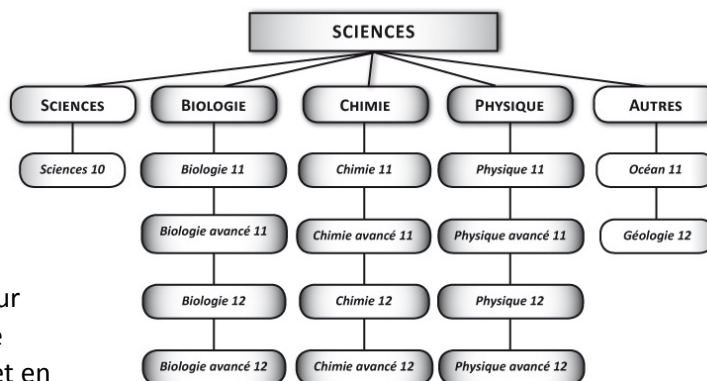 SCIENCES
SCIENCES BIOLOGIE CHIMIE PHYSIQUE AUTRES
Sciences 10 Biologie 11 Chimie 11 Physique 11 Océan 11
Biologie avancé 11 Chimie avancé 11 Physique avancé 11 Géologie 12
Biologie 12 Chimie 12 Physique 12
Biologie avancé 12 Chimie avancé 12 Physique avancé 12
et en